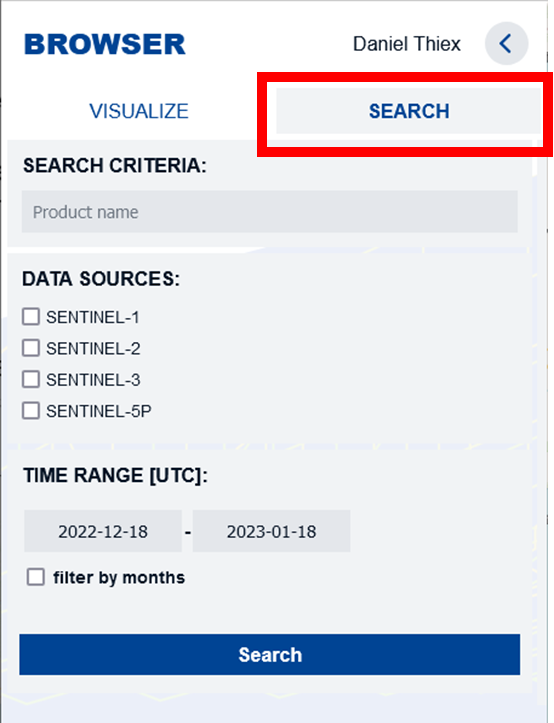 BROWSER Daniel Thiex
VISUALIZE SEARCH
SEARCH CRITERIA:
Product name
DATA SOURCES:
SENTINEL-1
SENTINEL-2
SENTINEL-3
SENTINEL-5P
TIME RANGE [UTC]:
2022-12-18 - 2023-01-18
filter by months
Search